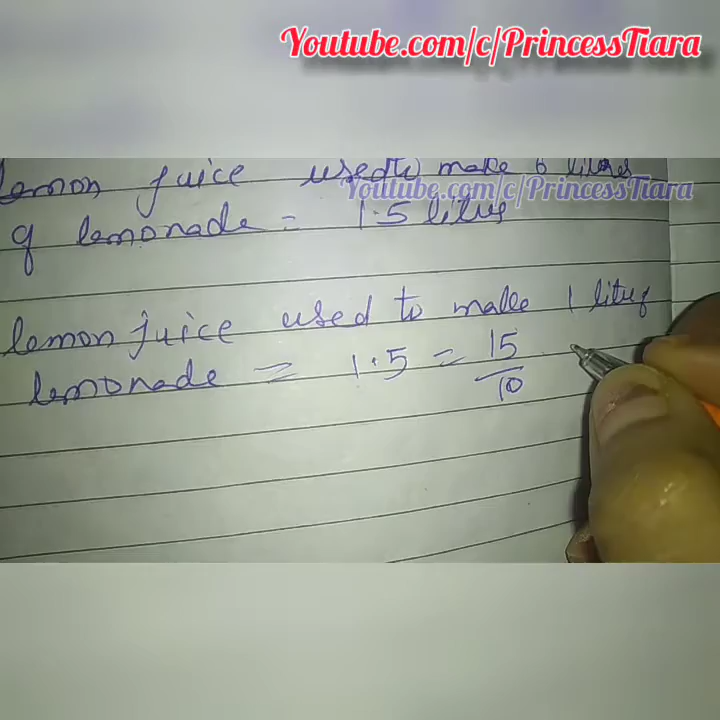 Youtube.com/c/PrincessTiara
lemon juice used to make 6 litres
Youtube.com/c/PrincessTiara
of lemonade = 1.5 litres
lemon juice used to make 1 litre of
lemonade = 1.5 = 15
10